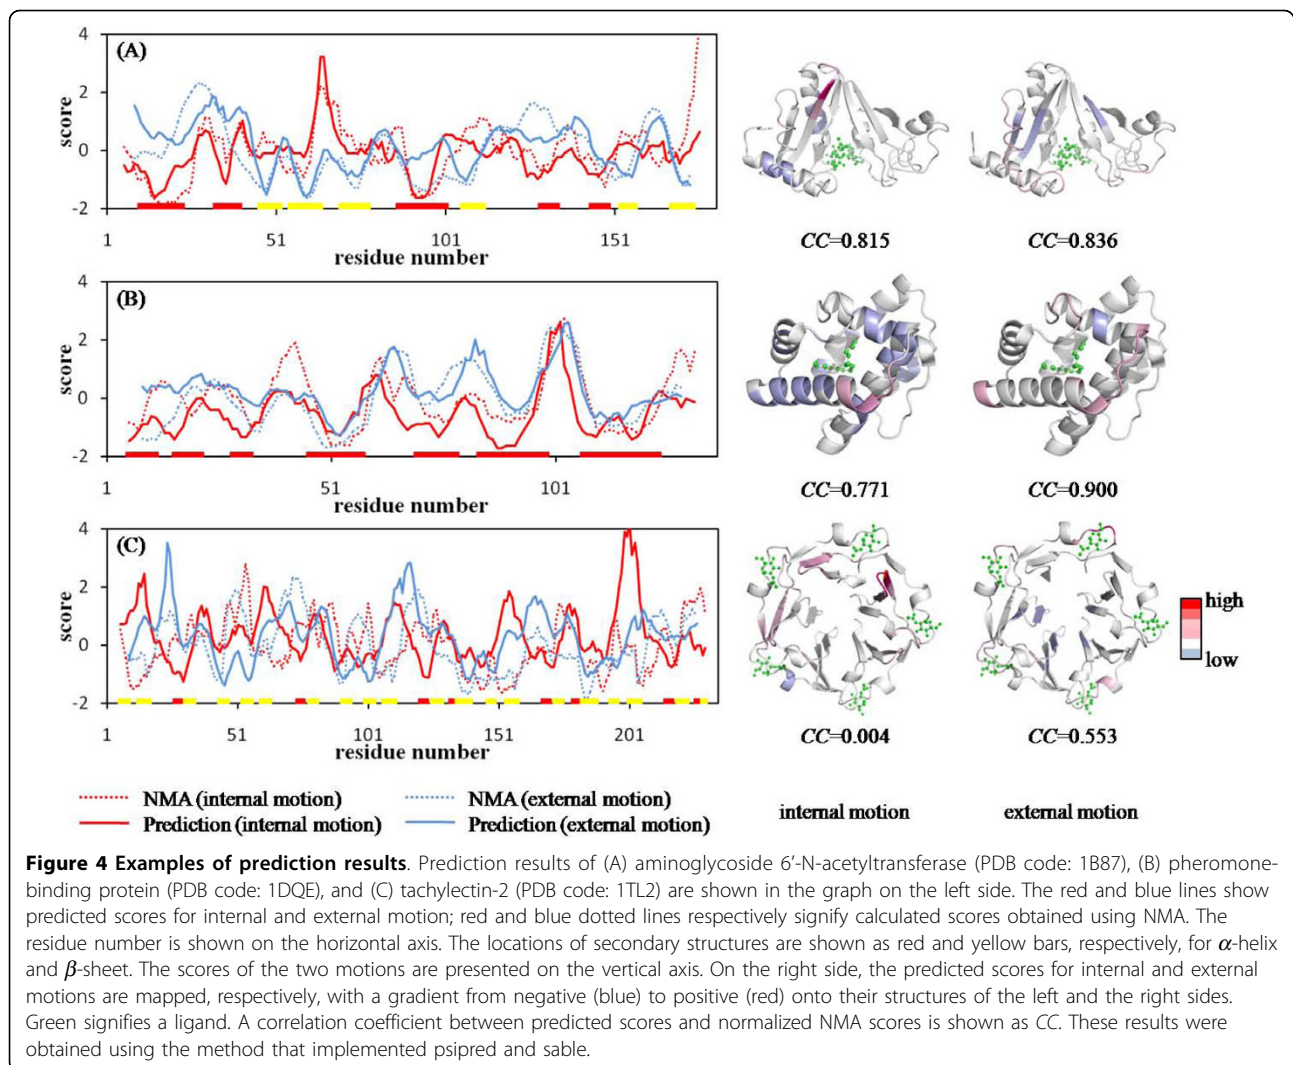 (A)
4
2
0
-2
score
1
51
101
151
residue number
CC=0.815
CC=0.836
(B)
4
2
0
-2
score
1
51
101
residue number
CC=0.771
CC=0.900
(C)
4
2
0
-2
score
1
51
101
151
201
residue number
CC=0.004
CC=0.553
high
low
NMA (internal motion)
NMA (external motion)
Prediction (internal motion)
Prediction (external motion)
internal motion
external motion
Figure 4 Examples of prediction results. Prediction results of (A) aminoglycoside 6′-N-acetyltransferase (PDB code: 1B87), (B) pheromone-
binding protein (PDB code: 1DQE), and (C) tachylectin-2 (PDB code: 1TL2) are shown in the graph on the left side. The red and blue lines show
predicted scores for internal and external motion; red and blue dotted lines respectively signify calculated scores obtained using NMA. The
residue number is shown on the horizontal axis. The locations of secondary structures are shown as red and yellow bars, respectively, for α-helix
and β-sheet. The scores of the two motions are presented on the vertical axis. On the right side, the predicted scores for internal and external
motions are mapped, respectively, with a gradient from negative (blue) to positive (red) onto their structures of the left and the right sides.
Green signifies a ligand. A correlation coefficient between predicted scores and normalized NMA scores is shown as CC. These results were
obtained using the method that implemented psipred and sable.